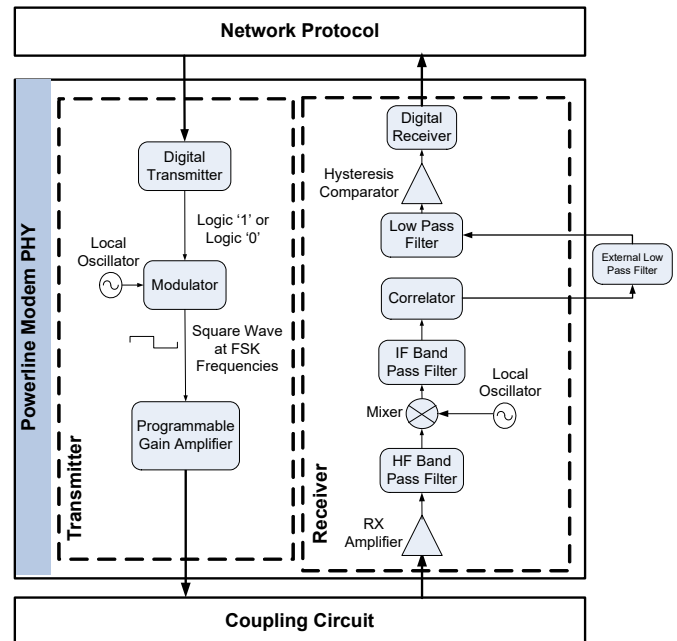 Network Protocol
Powerline Modem PHY
Transmitter
Digital
Transmitter
Logic ‘1’ or
Logic ‘0’
Local
Oscillator
Modulator
Square Wave
at FSK
Frequencies
Programmable
Gain Amplifier
Receiver
Digital
Receiver
Hysteresis
Comparator
Low Pass
Filter
External Low
Pass Filter
Correlator
IF Band
Pass Filter
Local
Oscillator
Mixer
HF Band
Pass Filter
RX
Amplifier
Coupling Circuit